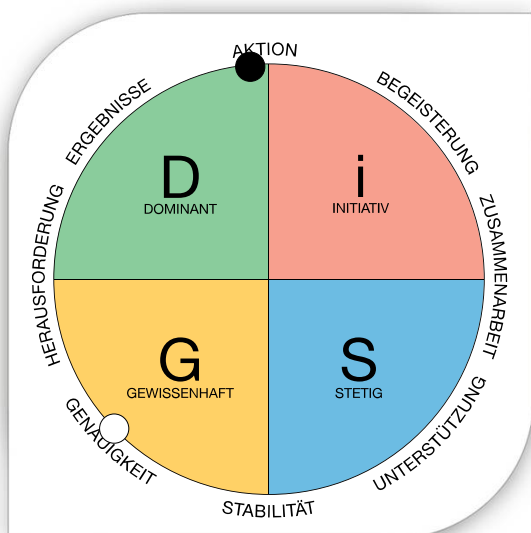 AKTION
ERGEBNISSE
BEGEISTERUNG
D
DOMINANT
i
INITIATIV
HERAUSFORDERUNG
ZUSAMMENARBEIT
G
GEWISSENHAFT
S
STETIG
GENAUIGKEIT
UNTERSTÜTZUNG
STABILITÄT